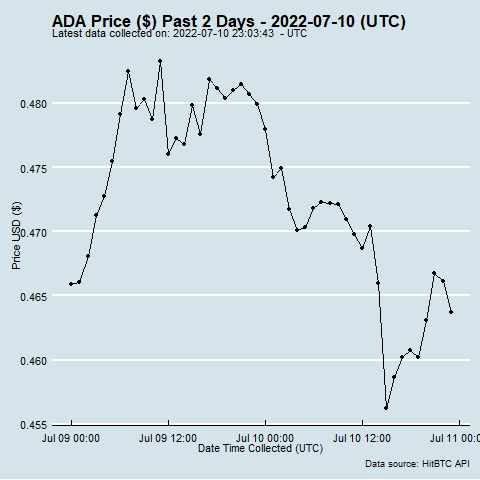 ADA Price ($) Past 2 Days - 2022-07-10 (UTC)
Latest data collected on: 2022-07-10 23:03:43 - UTC
0.480
0.475
0.470
0.465
0.460
0.455
Price USD ($)
Jul 09 00:00 Jul 09 12:00 Jul 10 00:00 Jul 10 12:00 Jul 11 00:00
Date Time Collected (UTC)
Data source: HitBTC API